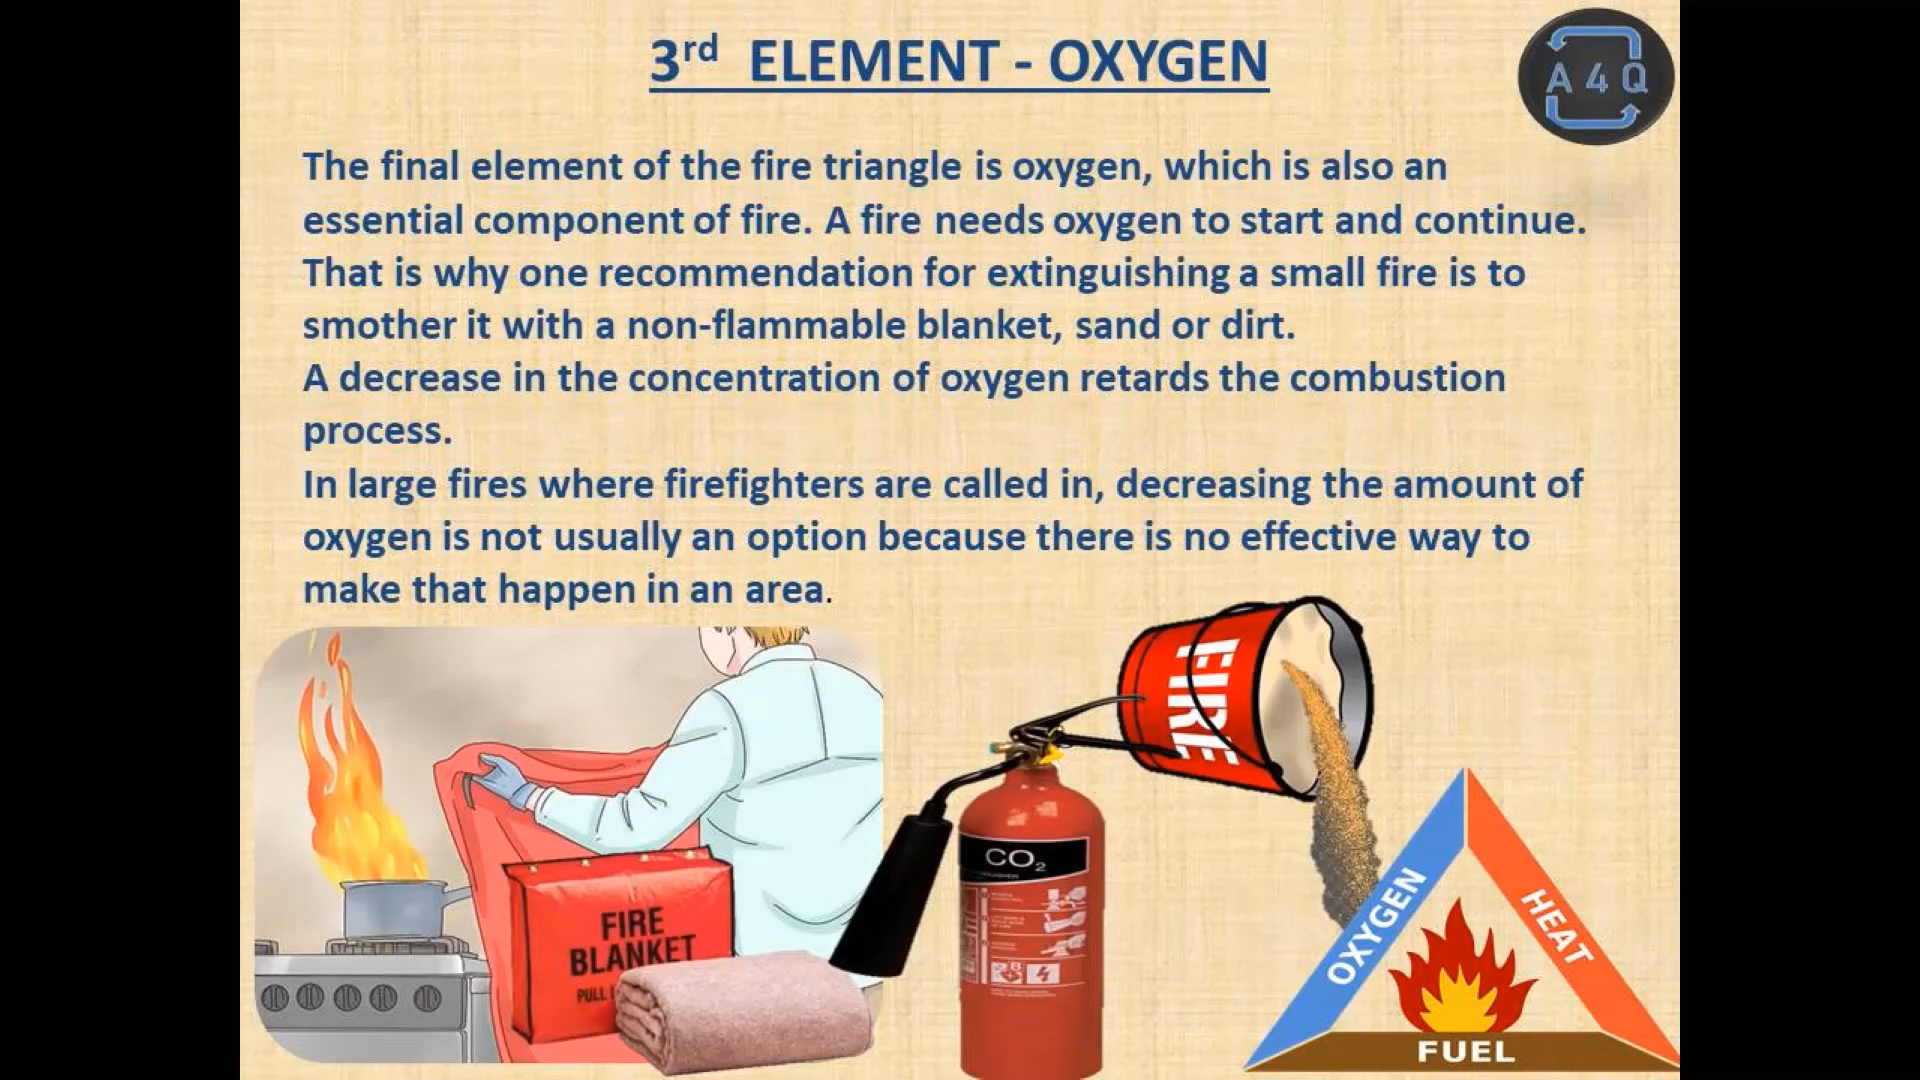 3rd ELEMENT - OXYGEN
A 4 Q
The final element of the fire triangle is oxygen, which is also an
essential component of fire. A fire needs oxygen to start and continue.
That is why one recommendation for extinguishing a small fire is to
smother it with a non-flammable blanket, sand or dirt.
A decrease in the concentration of oxygen retards the combustion
process.
In large fires where firefighters are called in, decreasing the amount of
oxygen is not usually an option because there is no effective way to
make that happen in an area.
FIRE
CO2
FIRE
BLANKET
PULL
OXYGEN
HEAT
FUEL